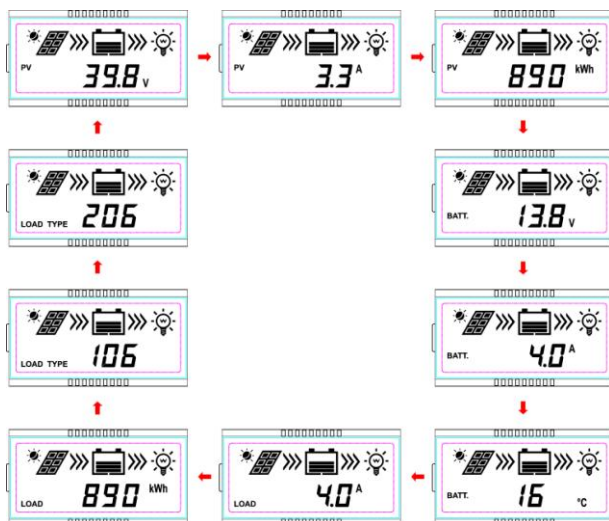 PV 39.8 V
PV 3.3 A
PV 890 kWh
LOAD TYPE 206
BATT. 13.8 V
LOAD TYPE 106
BATT. 4.0 A
LOAD 890 kWh
LOAD 4.0 A
BATT. 16 °C